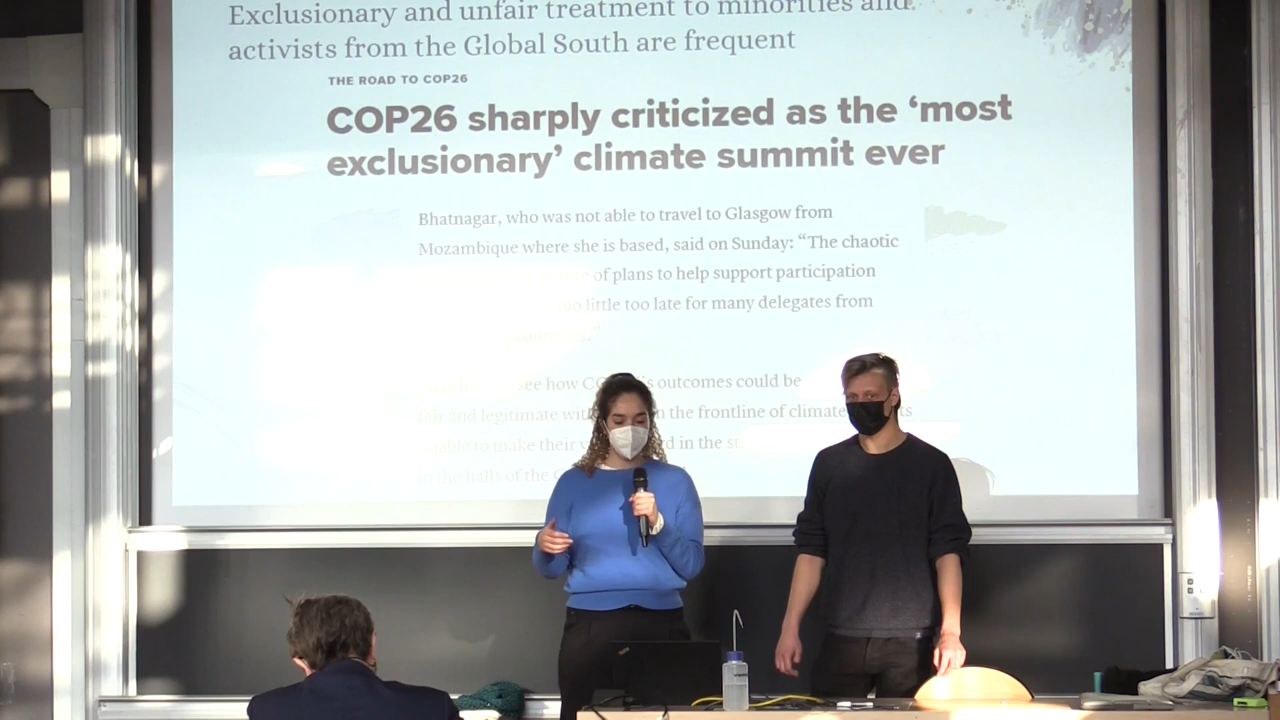 Exclusionary and unfair treatment to minorities and
activists from the Global South are frequent
THE ROAD TO COP26
COP26 sharply criticized as the ‘most
exclusionary’ climate summit ever
Bhatnagar, who was not able to travel to Glasgow from
Mozambique where she is based, said on Sunday: “The chaotic
of plans to help support participation
little too late for many delegates from
see how outcomes could be
fair and legitimate the frontline of climate
to make their in the
in the halls of the